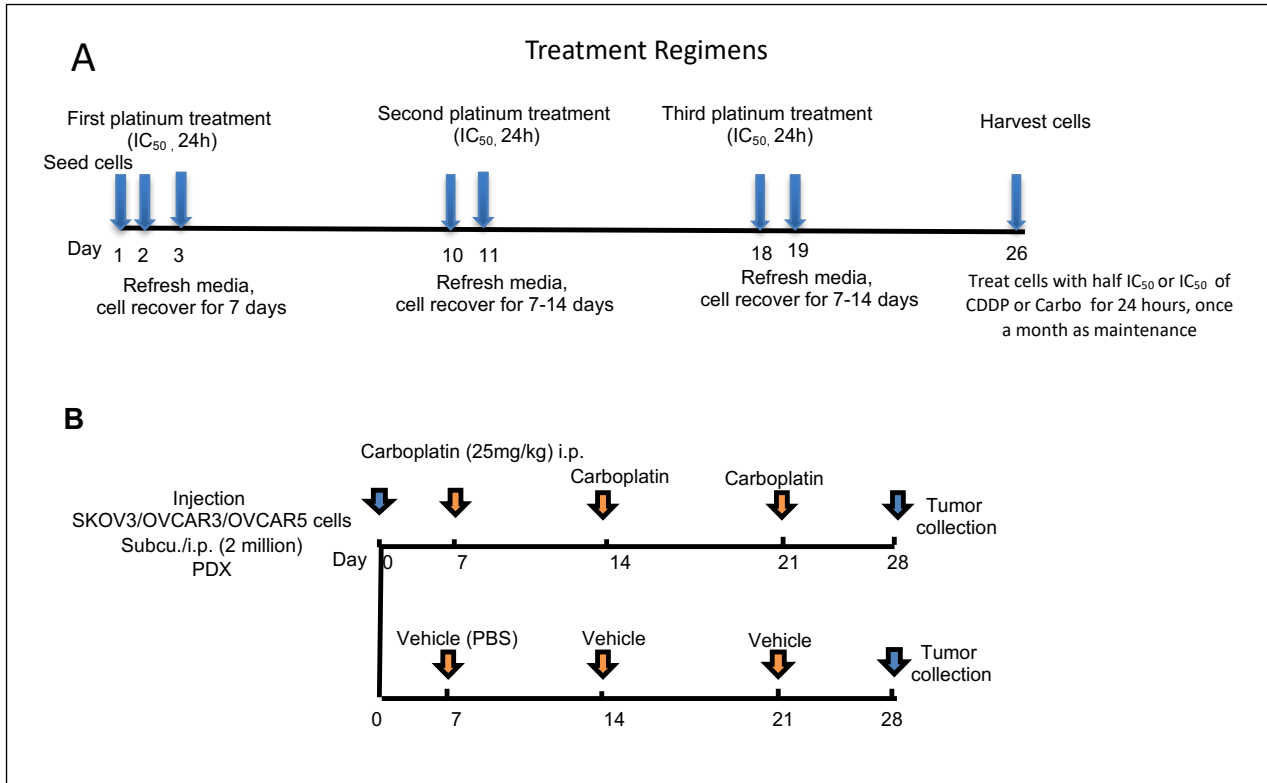 A
Treatment Regimens
First platinum treatment
(IC₅₀ , 24h)
Second platinum treatment
(IC₅₀, 24h)
Third platinum treatment
(IC₅₀, 24h)
Harvest cells
Seed cells
Day 1 2 3 10 11 18 19 26
Refresh media,
cell recover for 7 days
Refresh media,
cell recover for 7-14 days
Refresh media,
cell recover for 7-14 days
Treat cells with half IC₅₀ or IC₅₀ of
CDDP or Carbo for 24 hours, once
a month as maintenance
B
Carboplatin (25mg/kg) i.p.
Carboplatin
Carboplatin
Injection
SKOV3/OVCAR3/OVCAR5 cells
Subcu./i.p. (2 million)
PDX
Tumor
collection
Day 0 7 14 21 28
Vehicle (PBS)
Vehicle
Vehicle
Tumor
collection
0 7 14 21 28